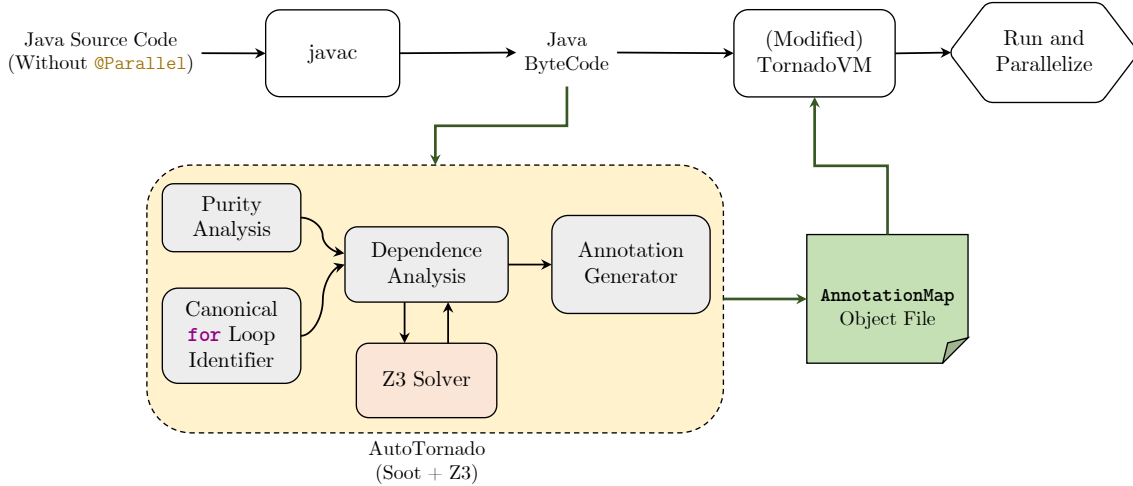 Java Source Code
(Without @Parallel)
javac
Java
ByteCode
(Modified)
TornadoVM
Run and
Parallelize
Purity
Analysis
Canonical
for Loop
Identifier
Dependence
Analysis
Z3 Solver
Annotation
Generator
AnnotationMap
Object File
AutoTornado
(Soot + Z3)